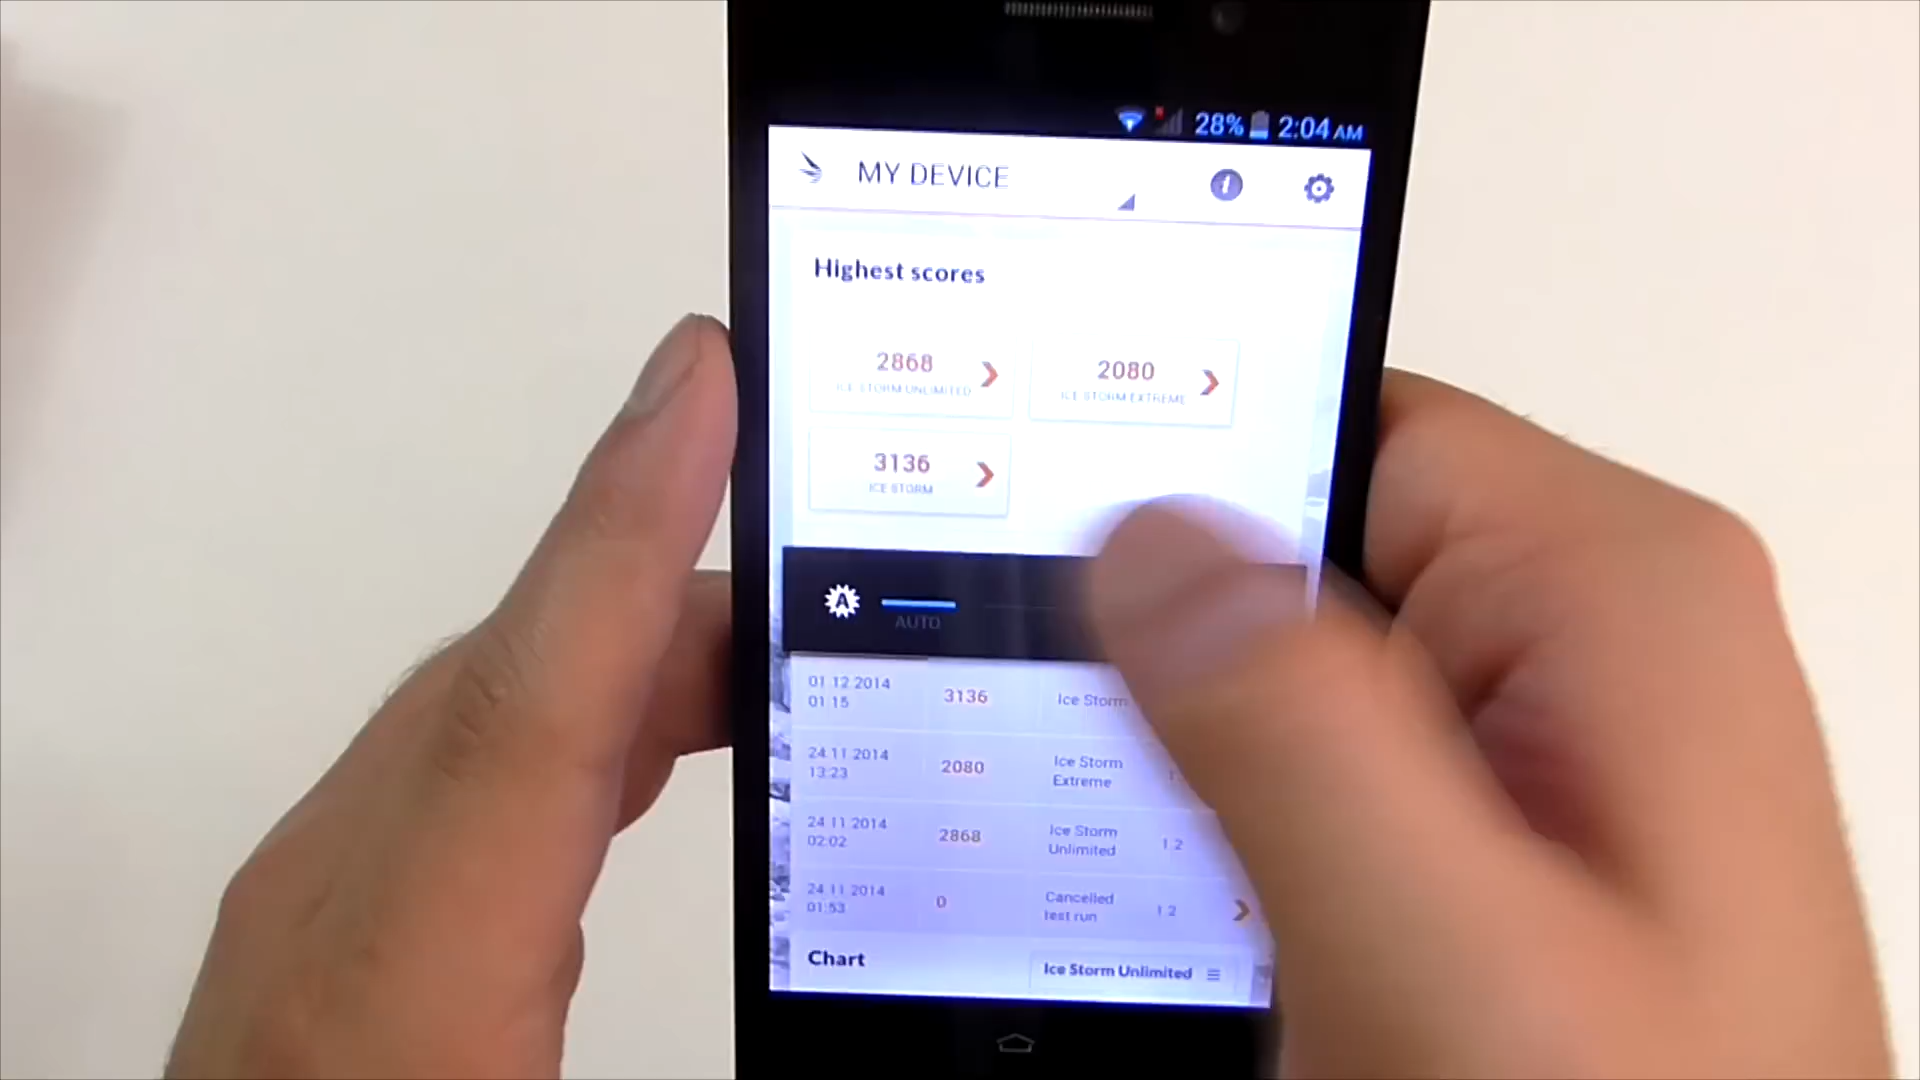 28% 2:04 AM
MY DEVICE
Highest scores
2868
ICE STORM UNLIMITED
2080
ICE STORM EXTREME
3136
ICE STORM
A
AUTO
01 12 2014
01 15
3136
Ice Storm
24 11 2014
13:23
2080
Ice Storm
Extreme
24 11 2014
02:02
2868
Ice Storm
Unlimited
1 2
24 11 2014
01:53
0
Cancelled
test run
1 2
Chart
Ice Storm Unlimited